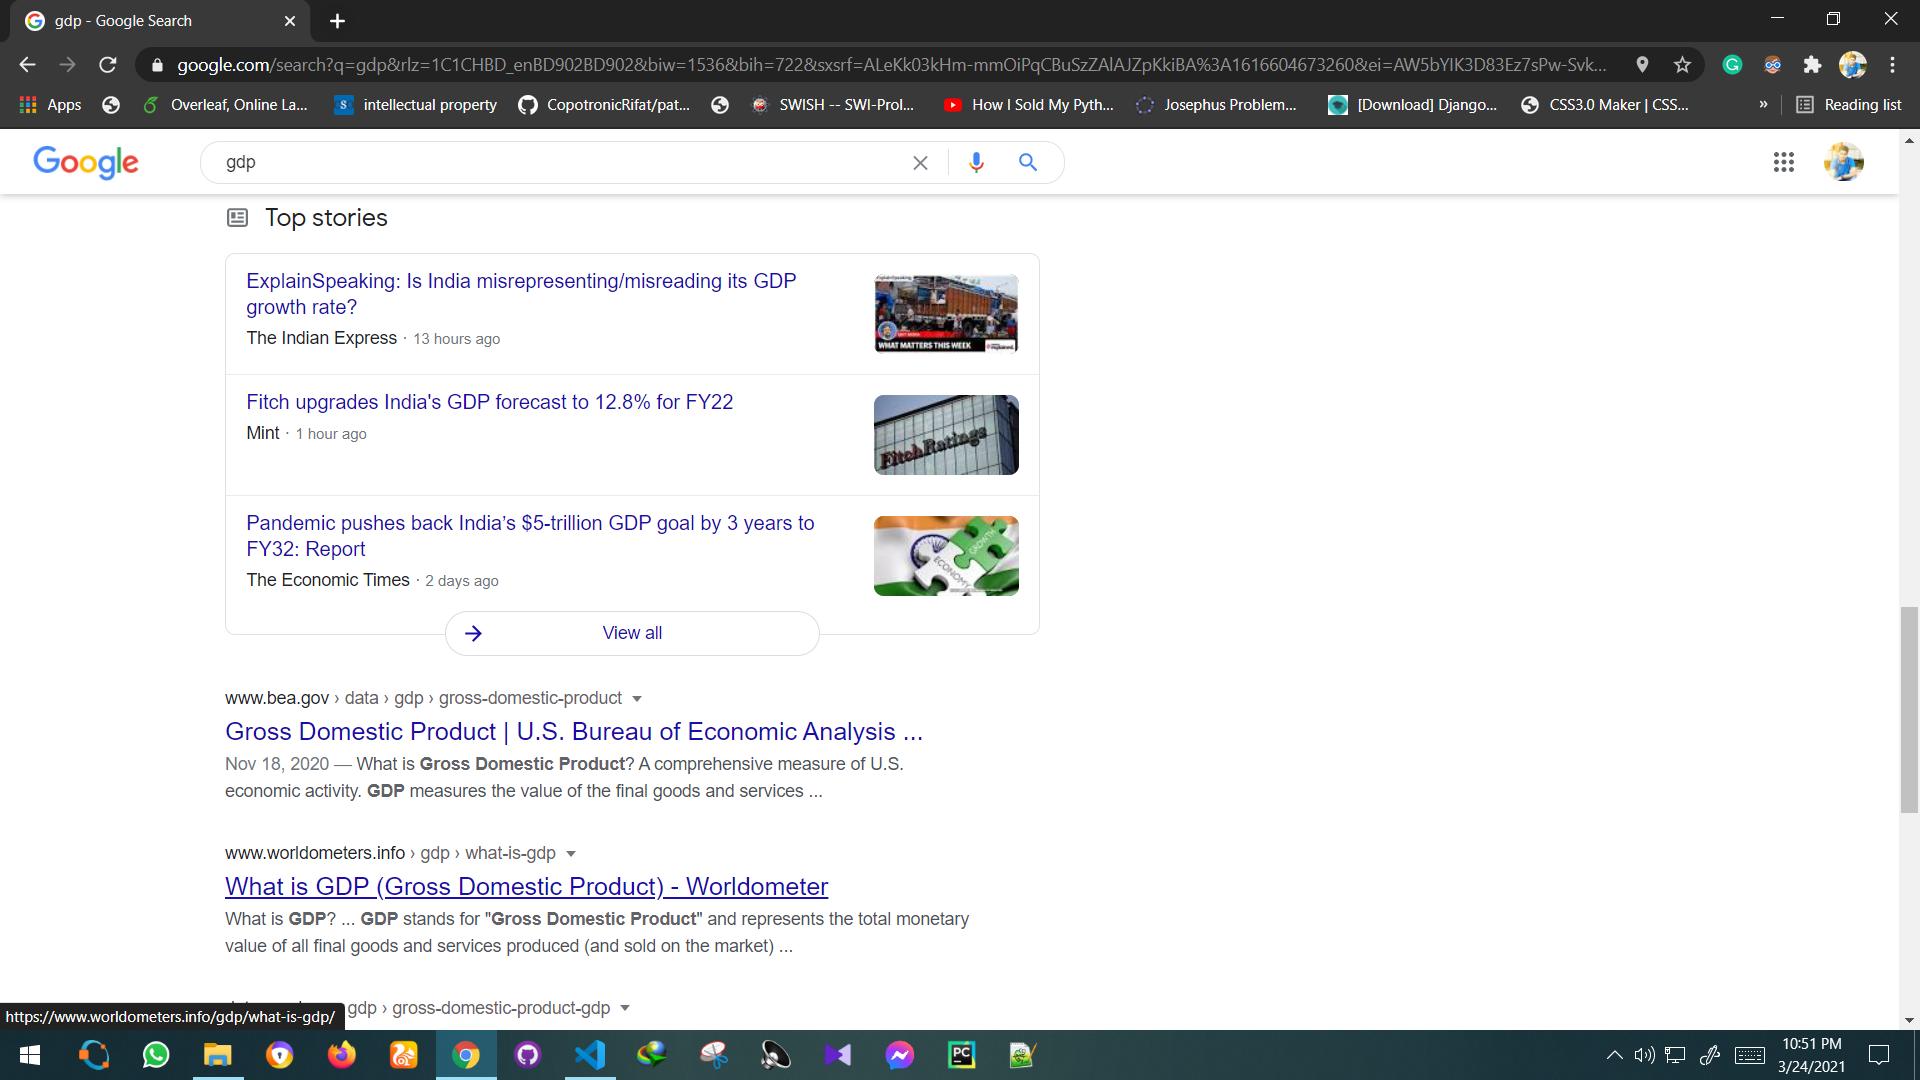 gdp - Google Search
google.com/search?q=gdp&rlz=1C1CHBD_enBD902BD902&biw=1536&bih=722&sxsrf=ALeKk03kHm-mmOiPqCBuSzZAlAJZpKkiBA%3A1616604673260&ei=AW5bYIK3D83Ez7sPw-Svk...
Apps Overleaf, Online La... intellectual property CopotronicRifat/pat... SWISH -- SWI-Prol... How I Sold My Pyth... Josephus Problem... [Download] Django... CSS3.0 Maker | CSS... » Reading list
Google gdp
Top stories
ExplainSpeaking: Is India misrepresenting/misreading its GDP
growth rate?
The Indian Express · 13 hours ago
WHAT MATTERS THIS WEEK
Fitch upgrades India's GDP forecast to 12.8% for FY22
Mint · 1 hour ago
FitchRatings
Pandemic pushes back India’s $5-trillion GDP goal by 3 years to
FY32: Report
The Economic Times · 2 days ago
GROWTH
ECONOMY
View all
www.bea.gov › data › gdp › gross-domestic-product
Gross Domestic Product | U.S. Bureau of Economic Analysis ...
Nov 18, 2020 — What is Gross Domestic Product? A comprehensive measure of U.S.
economic activity. GDP measures the value of the final goods and services ...
www.worldometers.info › gdp › what-is-gdp
What is GDP (Gross Domestic Product) - Worldometer
What is GDP? ... GDP stands for "Gross Domestic Product" and represents the total monetary
value of all final goods and services produced (and sold on the market) ...
gdp › gross-domestic-product-gdp
https://www.worldometers.info/gdp/what-is-gdp/
PC
10:51 PM
3/24/2021